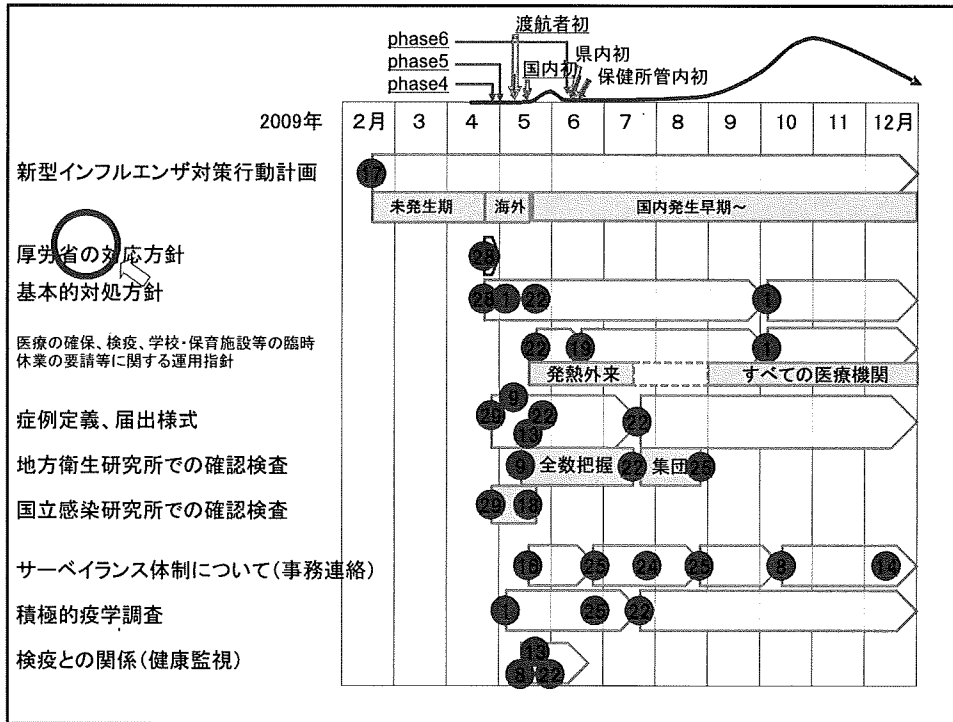 渡航者初
phase6
県内初
phase5
国内初
保健所管内初
phase4
2009年 2月 3 4 5 6 7 8 9 10 11 12月
新型インフルエンザ対策行動計画
17
未発生期 海外 国内発生早期~
厚労省の対応方針 28
基本的対処方針 28 1 22 1
医療の確保、検疫、学校・保育施設等の臨時
休業の要請等に関する運用指針
22 19 1
発熱外来 すべての医療機関
9
症例定義、届出様式 29 22 22
13
地方衛生研究所での確認検査 9 全数把握 22 集団 25
国立感染研究所での確認検査 29 18
サーベイランス体制について(事務連絡) 16 25 24 25 8 14
積極的疫学調査 1 25 22
13
検疫との関係(健康監視) 8 22